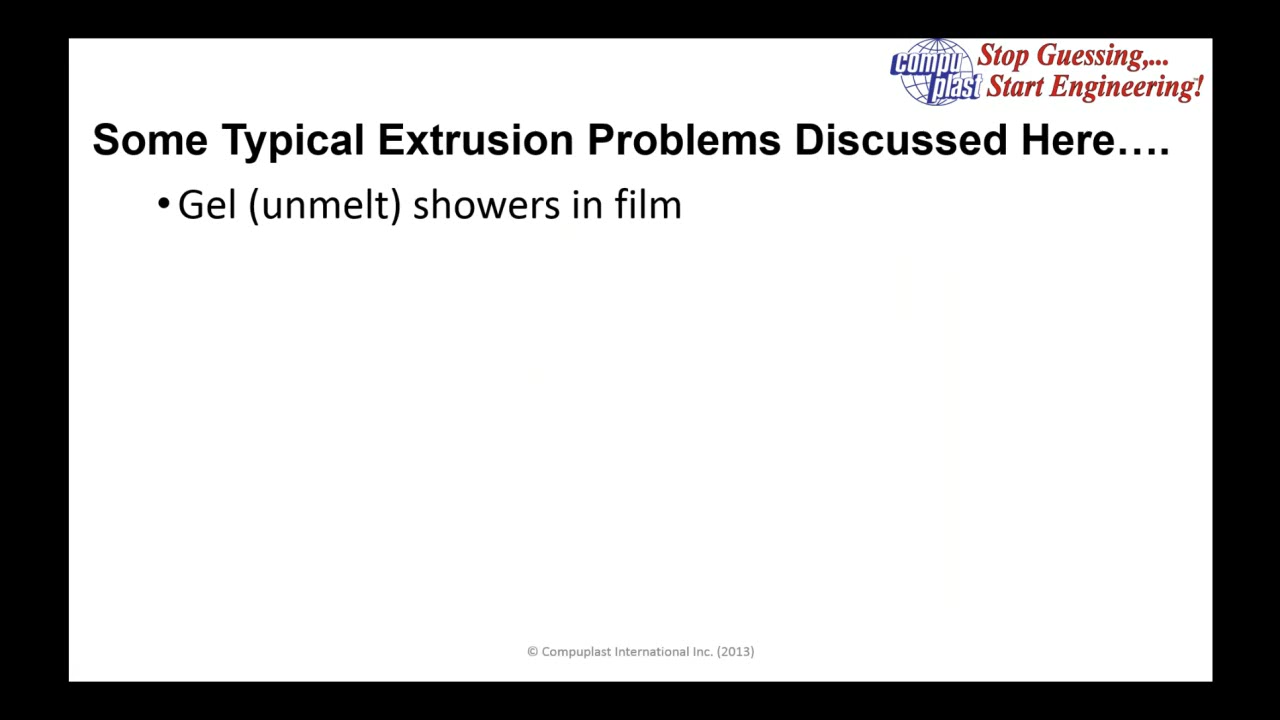 compu plast Stop Guessing,...
Start Engineering!
Some Typical Extrusion Problems Discussed Here….
•Gel (unmelt) showers in film
© Compuplast International Inc. (2013)